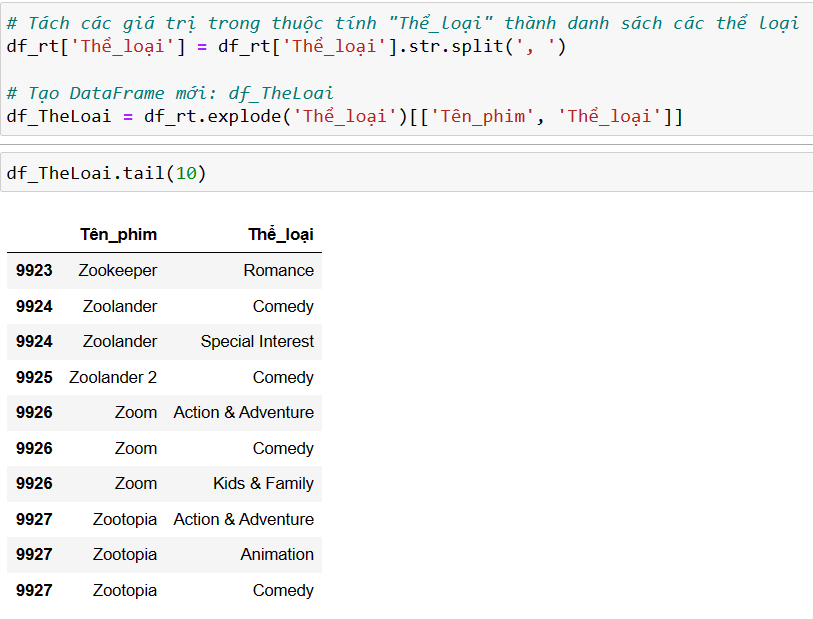 # Tách các giá trị trong thuộc tính "Thể_loại" thành danh sách các thể loại
df_rt['Thể_loại'] = df_rt['Thể_loại'].str.split(', ')
# Tạo DataFrame mới: df_TheLoai
df_TheLoai = df_rt.explode('Thể_loại')[['Tên_phim', 'Thể_loại']]
df_TheLoai.tail(10)
Tên_phim Thể_loại
9923 Zookeeper Romance
9924 Zoolander Comedy
9924 Zoolander Special Interest
9925 Zoolander 2 Comedy
9926 Zoom Action & Adventure
9926 Zoom Comedy
9926 Zoom Kids & Family
9927 Zootopia Action & Adventure
9927 Zootopia Animation
9927 Zootopia Comedy